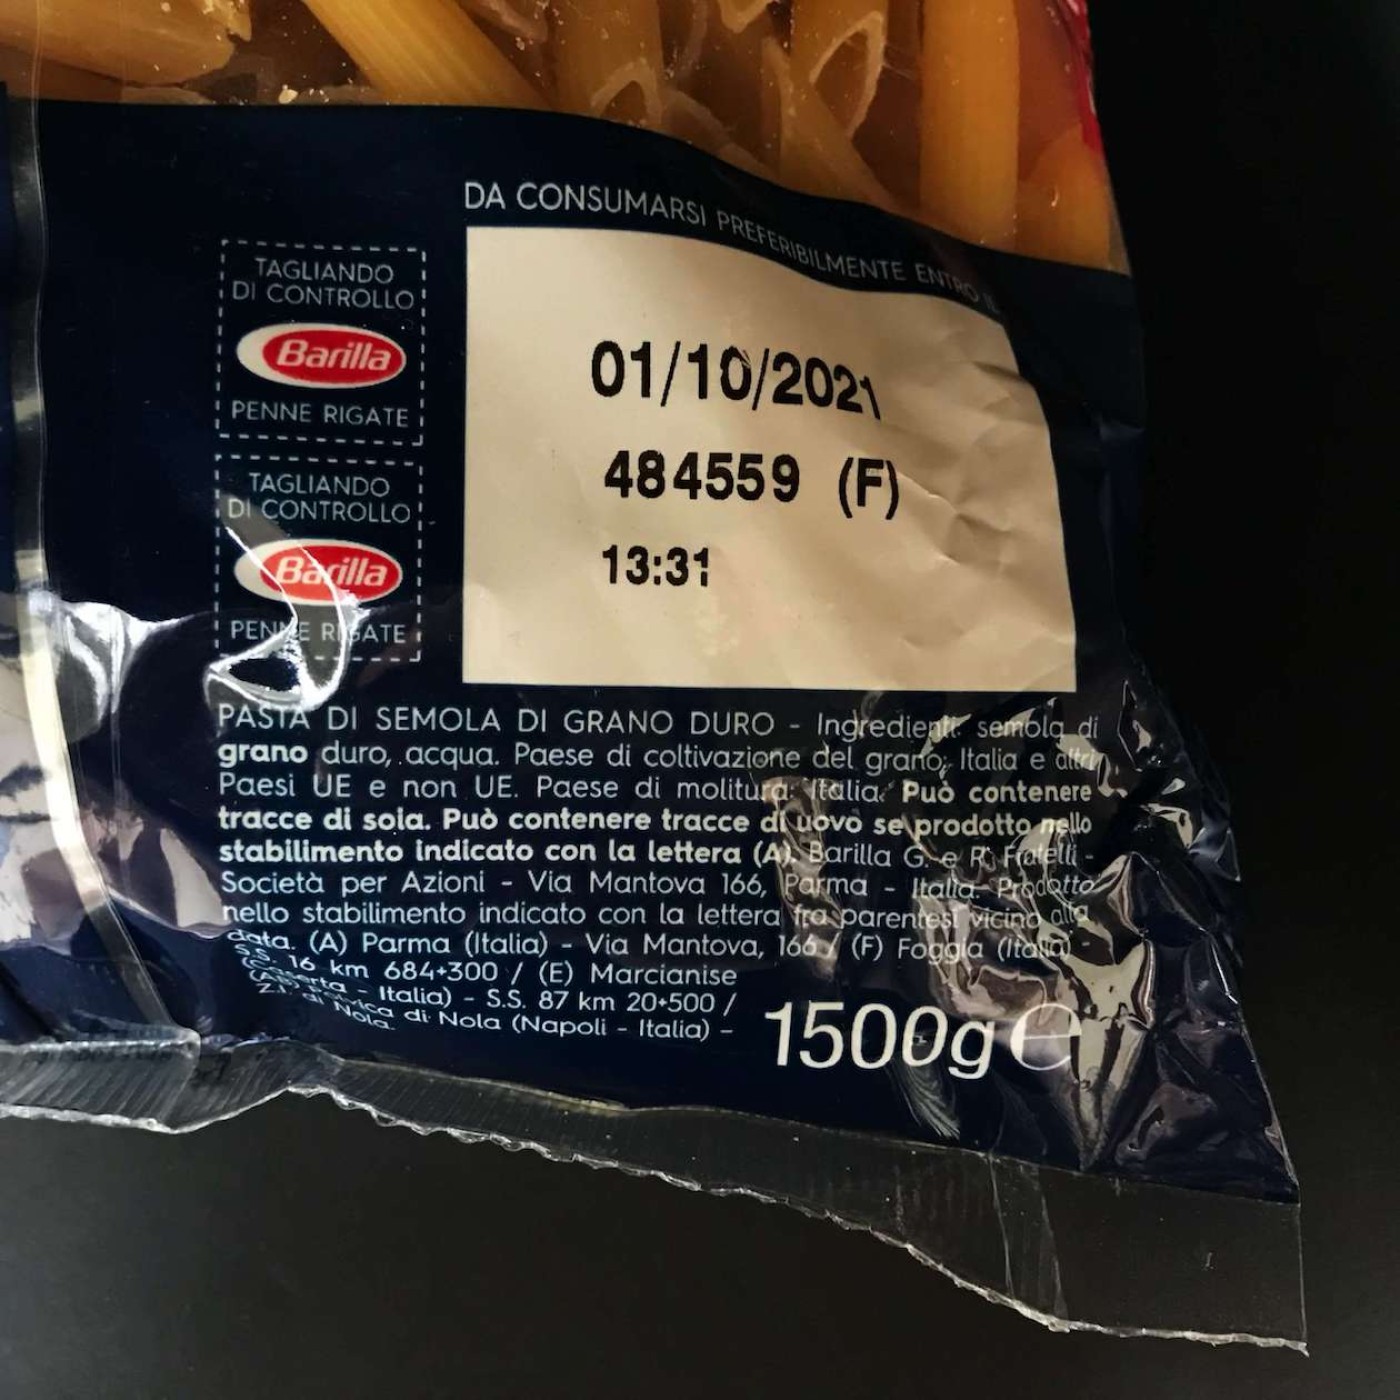 DA CONSUMARSI PREFERIBILMENTE ENTRO IL
TAGLIANDO
DI CONTROLLO
Barilla
PENNE RIGATE
TAGLIANDO
DI CONTROLLO
Barilla
PENNE RIGATE
01/10/2021
484559 (F)
13:31
PASTA DI SEMOLA DI GRANO DURO - Ingredienti: semola di
grano duro, acqua. Paese di coltivazione del grano: Italia e altri
Paesi UE e non UE. Paese di molitura: Italia. Può contenere
tracce di soia. Può contenere tracce di uovo se prodotto nello
stabilimento indicato con la lettera (A). Barilla G. e R. Fratelli -
Società per Azioni - Via Mantova 166, Parma - Italia. Prodotto
nello stabilimento indicato con la lettera fra parentesi vicino alla
data. (A) Parma (Italia) - Via Mantova, 166 / (F) Foggia (Italia) -
S.S. 16 km 684+300 / (E) Marcianise
- Italia) - S.S. 87 km 20+500 /
di Nola (Napoli - Italia) -
Nola
1500g e